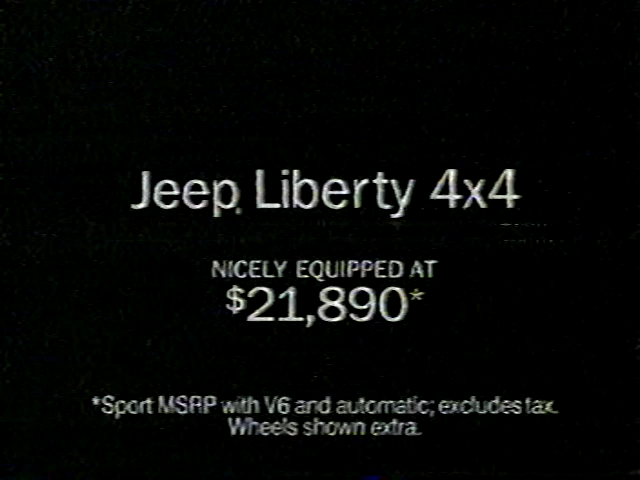 Jeep Liberty 4x4
NICELY EQUIPPED AT
$21,890*
*Sport MSRP with V6 and automatic; excludes tax.
Wheels shown extra.